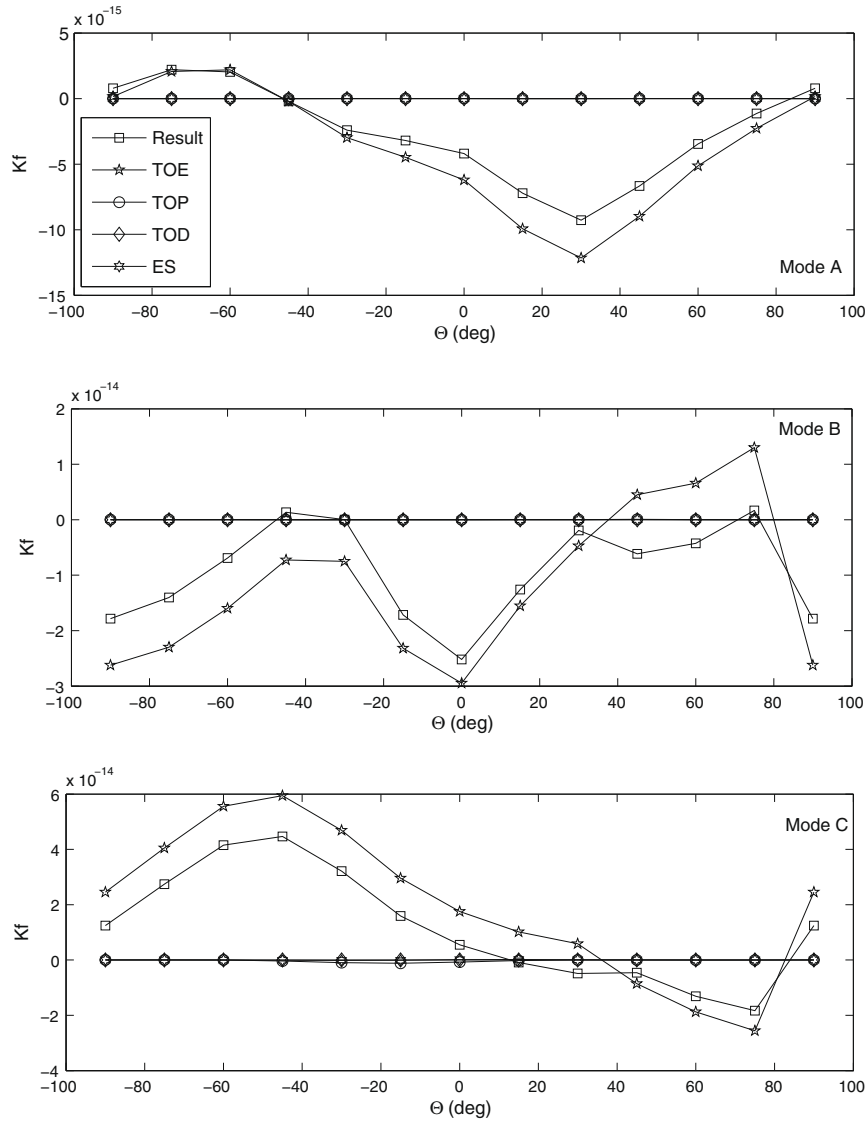 x 10⁻¹⁵
5
0
−5
−10
−15
Kf
Result
TOE
TOP
TOD
ES
Mode A
−100 −80 −60 −40 −20 0 20 40 60 80 100
Θ (deg)
x 10⁻¹⁴
2
1
0
−1
−2
−3
Kf
Mode B
−100 −80 −60 −40 −20 0 20 40 60 80 100
Θ (deg)
x 10⁻¹⁴
6
4
2
0
−2
−4
Kf
Mode C
−100 −80 −60 −40 −20 0 20 40 60 80 100
Θ (deg)